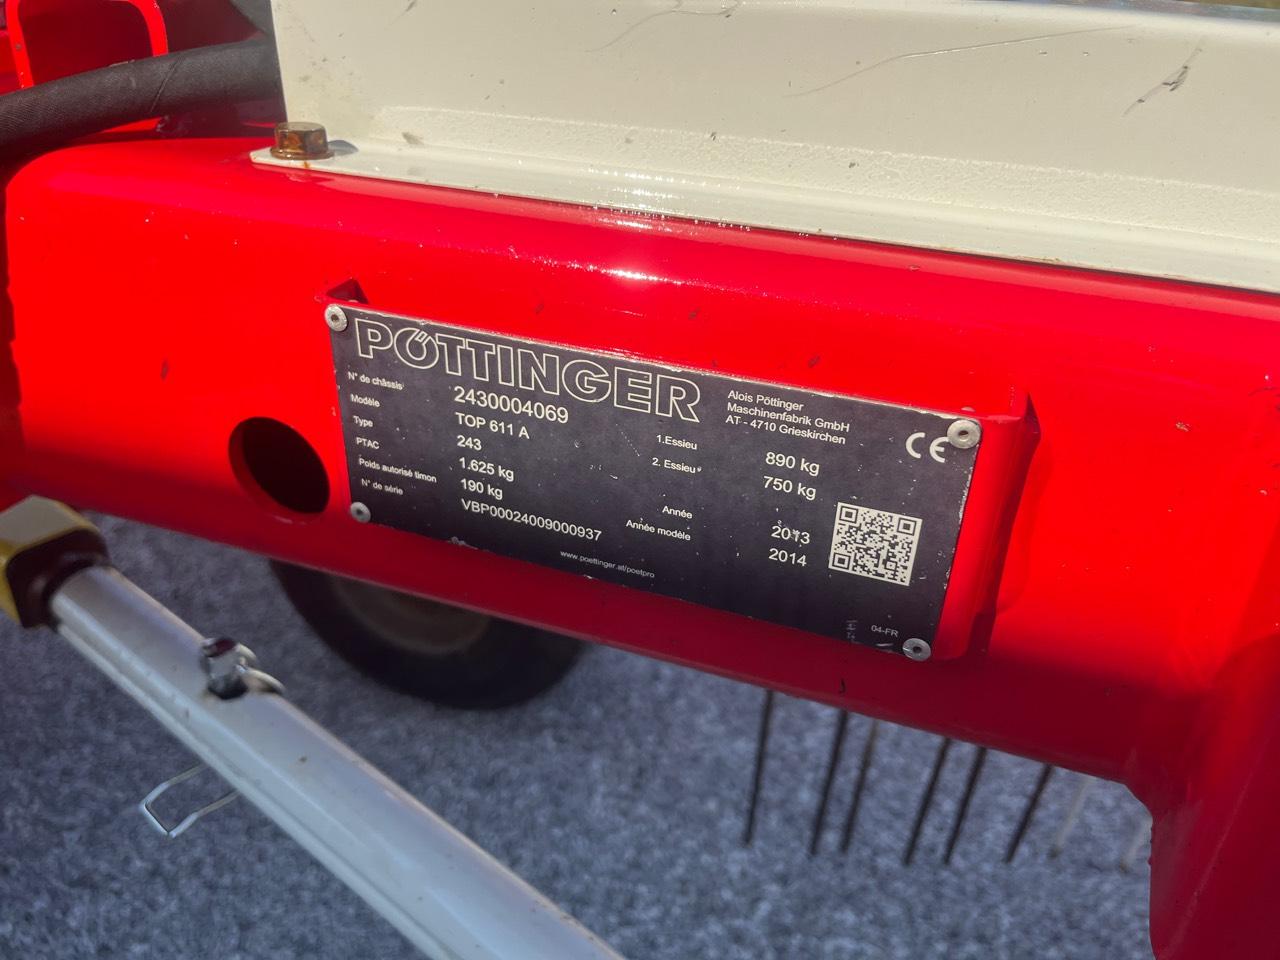 PÖTTINGER
Alois Pöttinger
Maschinenfabrik GmbH
AT - 4710 Grieskirchen
CE
N° de châssis 2430004069
Modèle TOP 611 A
Type 243
PTAC 1.625 kg
Poids autorisé timon 190 kg
N° de série VBP00024009000937
1.Essieu 890 kg
2. Essieu 750 kg
Année 2013
Année modèle 2014
www.poettinger.at/poetpro
04-FR